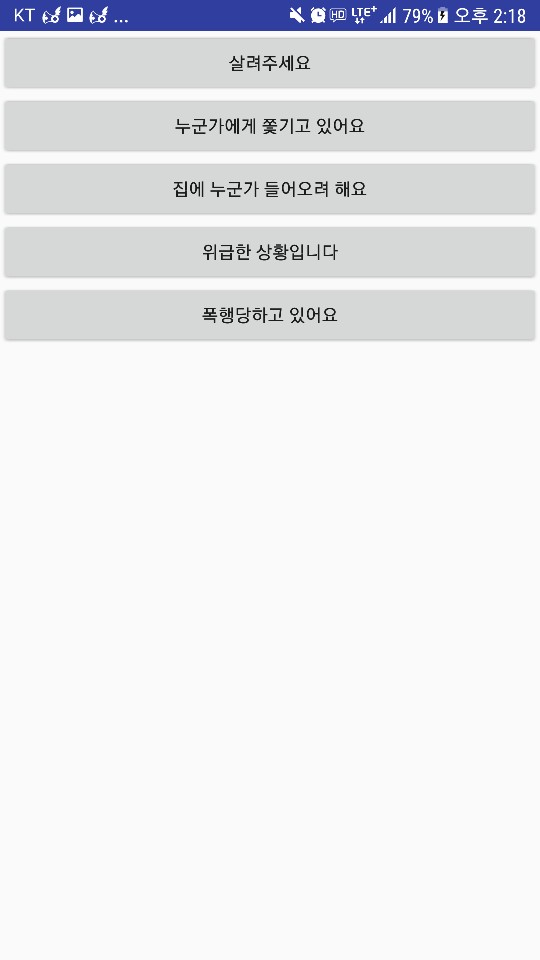 KT ... HD LTE+ 79% 오후 2:18
살려주세요
누군가에게 쫓기고 있어요
집에 누군가 들어오려 해요
위급한 상황입니다
폭행당하고 있어요